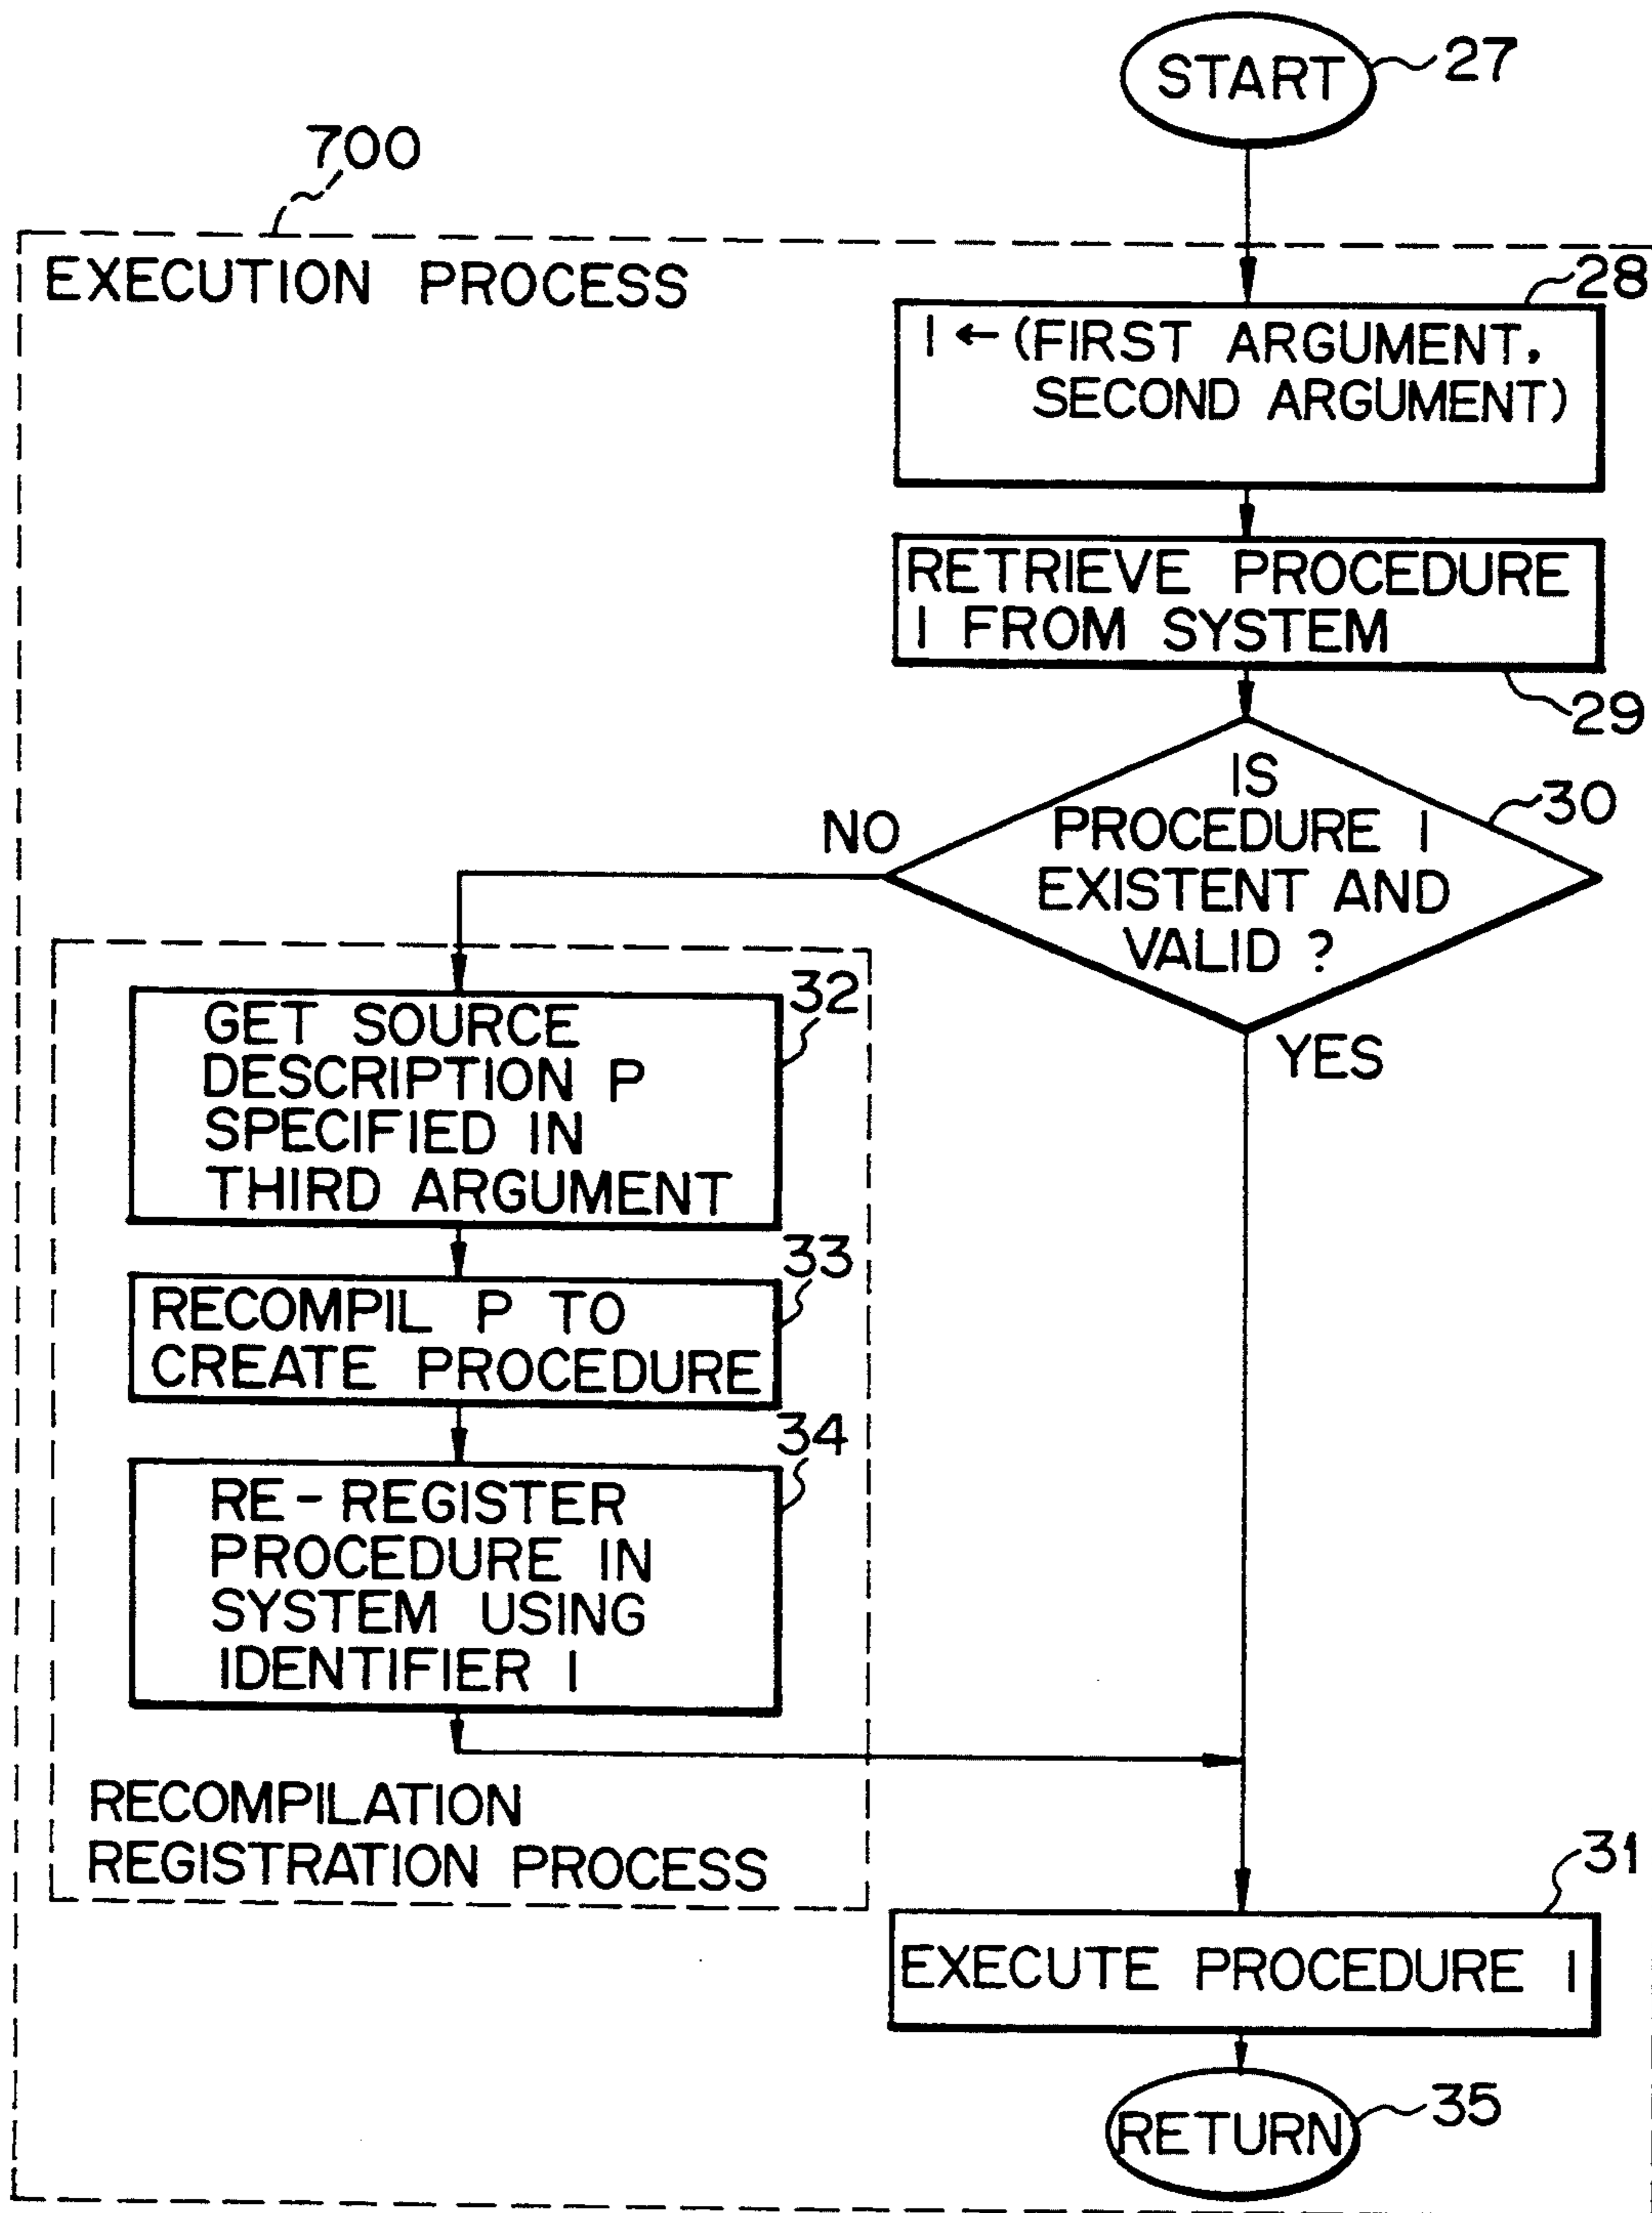 START
27
700
EXECUTION PROCESS
28
I ← (FIRST ARGUMENT,
SECOND ARGUMENT)
RETRIEVE PROCEDURE
I FROM SYSTEM
29
IS
PROCEDURE I
EXISTENT AND
VALID ?
30
NO
YES
32
GET SOURCE
DESCRIPTION P
SPECIFIED IN
THIRD ARGUMENT
33
RECOMPIL P TO
CREATE PROCEDURE
34
RE-REGISTER
PROCEDURE IN
SYSTEM USING
IDENTIFIER I
RECOMPILATION
REGISTRATION PROCESS
31
EXECUTE PROCEDURE I
RETURN
35